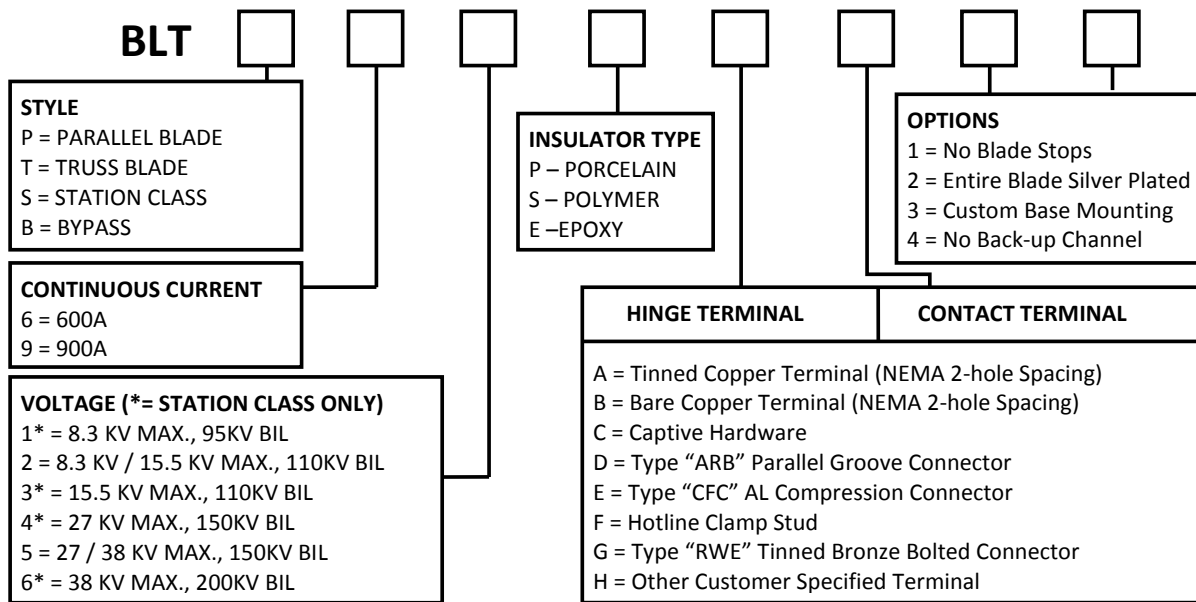 BLT
STYLE
P = PARALLEL BLADE
T = TRUSS BLADE
S = STATION CLASS
B = BYPASS
CONTINUOUS CURRENT
6 = 600A
9 = 900A
VOLTAGE (*= STATION CLASS ONLY)
1* = 8.3 KV MAX., 95KV BIL
2 = 8.3 KV / 15.5 KV MAX., 110KV BIL
3* = 15.5 KV MAX., 110KV BIL
4* = 27 KV MAX., 150KV BIL
5 = 27 / 38 KV MAX., 150KV BIL
6* = 38 KV MAX., 200KV BIL
INSULATOR TYPE
P – PORCELAIN
S – POLYMER
E –EPOXY
HINGE TERMINAL
CONTACT TERMINAL
A = Tinned Copper Terminal (NEMA 2-hole Spacing)
B = Bare Copper Terminal (NEMA 2-hole Spacing)
C = Captive Hardware
D = Type “ARB” Parallel Groove Connector
E = Type “CFC” AL Compression Connector
F = Hotline Clamp Stud
G = Type “RWE” Tinned Bronze Bolted Connector
H = Other Customer Specified Terminal
OPTIONS
1 = No Blade Stops
2 = Entire Blade Silver Plated
3 = Custom Base Mounting
4 = No Back-up Channel